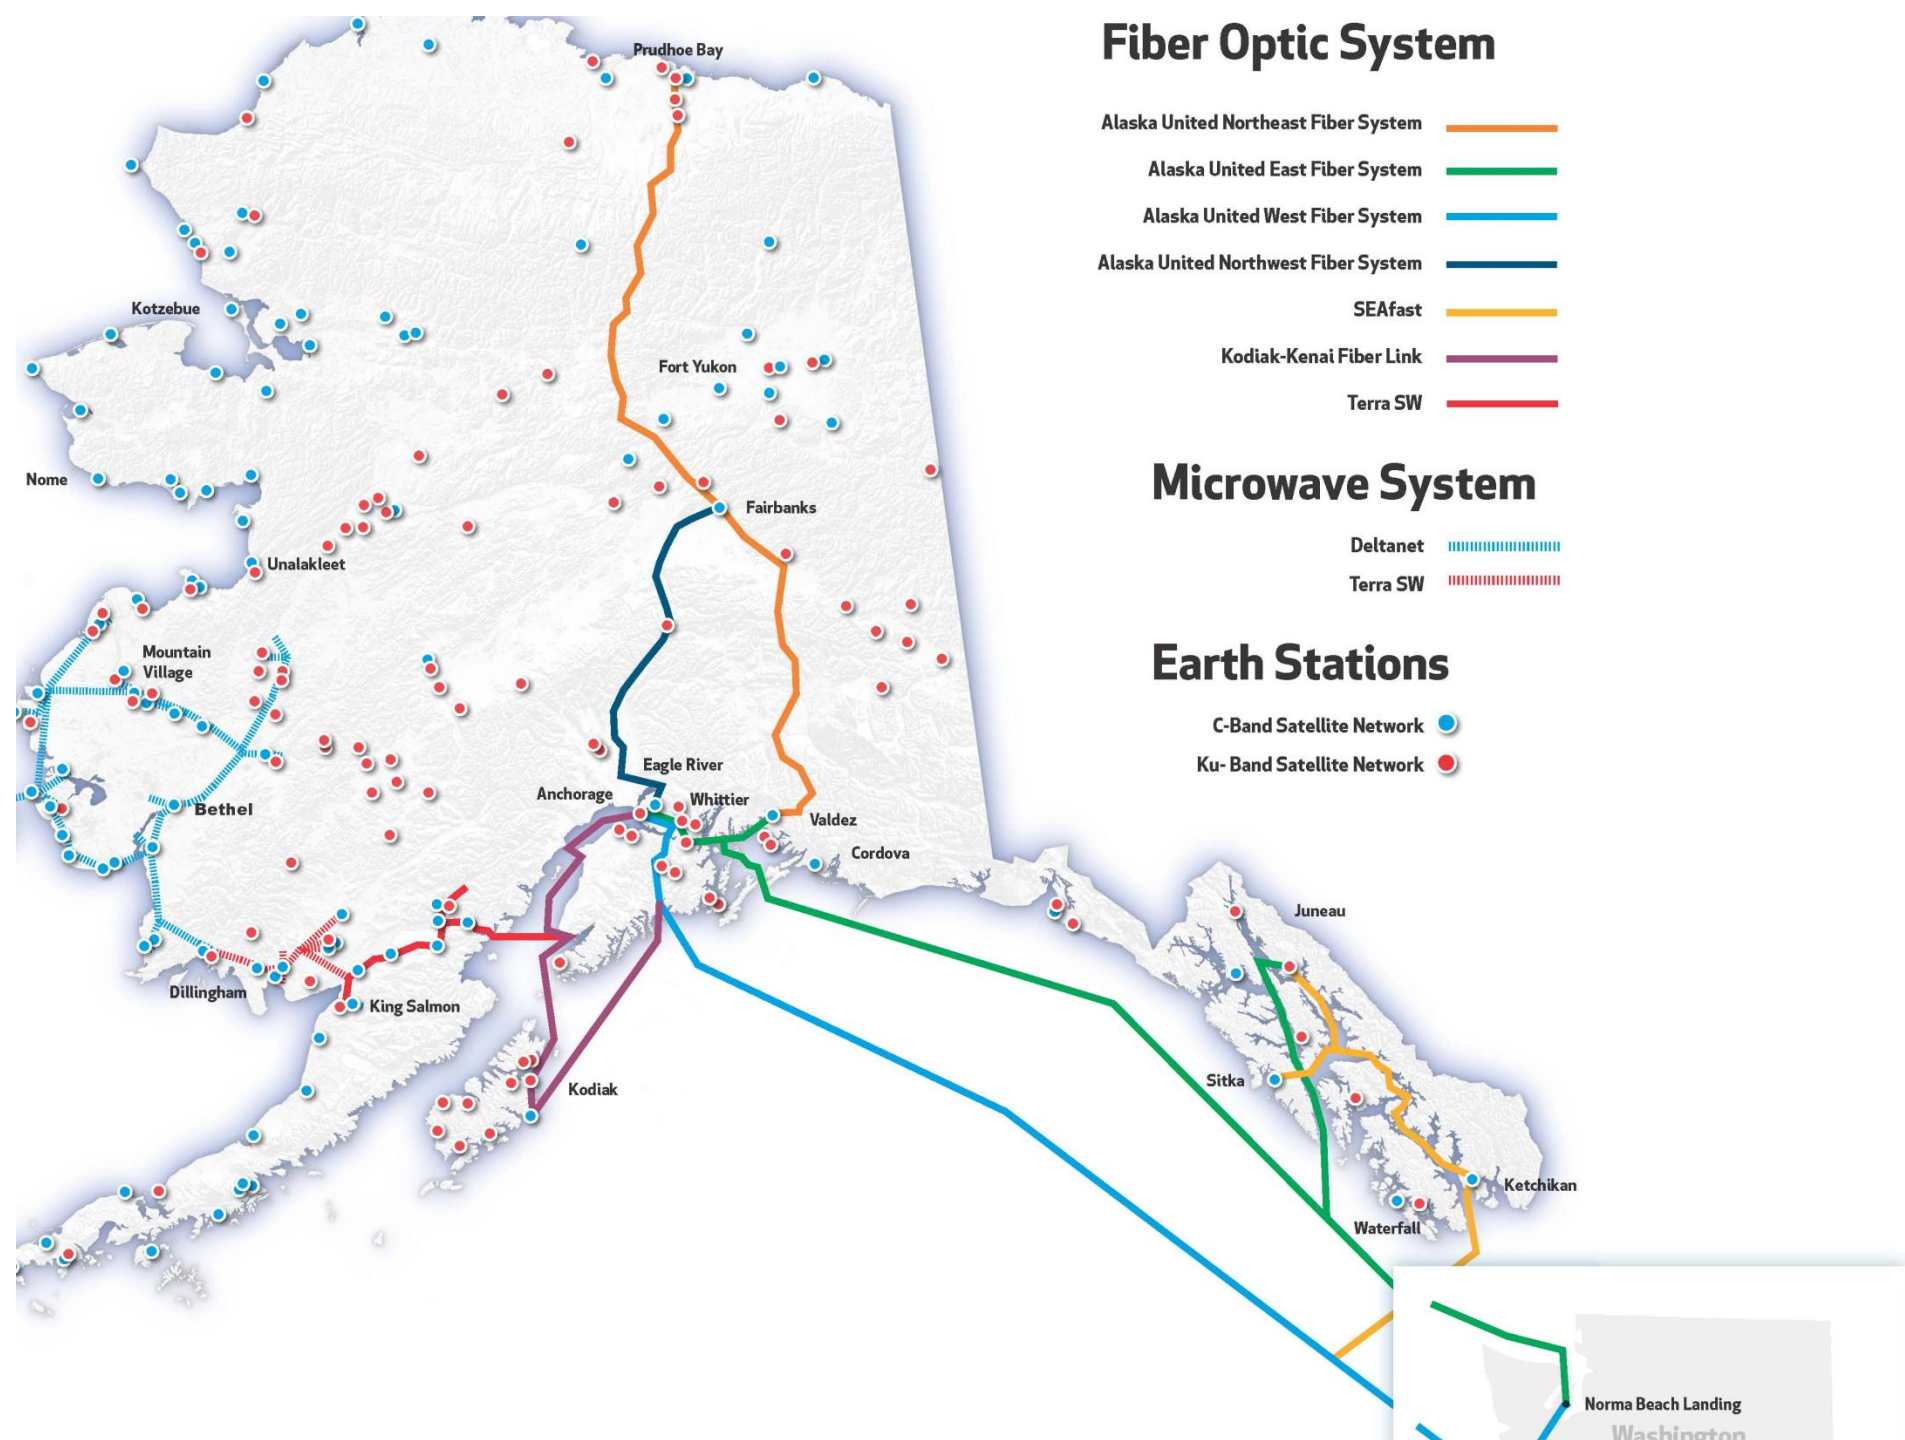 Fiber Optic System
Alaska United Northeast Fiber System
Alaska United East Fiber System
Alaska United West Fiber System
Alaska United Northwest Fiber System
SEAfast
Kodiak-Kenai Fiber Link
Terra SW
Microwave System
Deltanet
Terra SW
Earth Stations
C-Band Satellite Network
Ku- Band Satellite Network
Prudhoe Bay
Kotzebue
Fort Yukon
Nome
Fairbanks
Unalakleet
Mountain
Village
Eagle River
Anchorage
Whittier
Bethel
Valdez
Cordova
Juneau
Dillingham
King Salmon
Sitka
Kodiak
Ketchikan
Waterfall
Norma Beach Landing
Washington